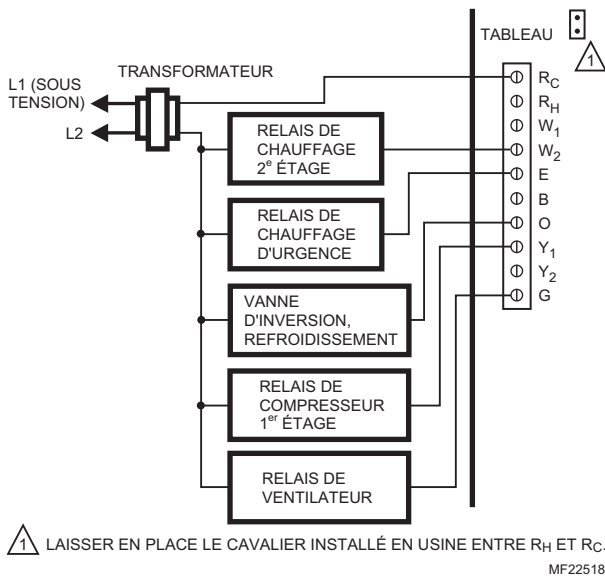 TABLEAU
1
L1 (SOUS
TENSION)
L2
TRANSFORMATEUR
RELAIS DE
CHAUFFAGE
2e ÉTAGE
RELAIS DE
CHAUFFAGE
D'URGENCE
VANNE
D'INVERSION,
REFROIDISSEMENT
RELAIS DE
COMPRESSEUR
1er ÉTAGE
RELAIS DE
VENTILATEUR
RC
RH
W1
W2
E
B
O
Y1
Y2
G
1 LAISSER EN PLACE LE CAVALIER INSTALLÉ EN USINE ENTRE RH ET RC.
MF22518